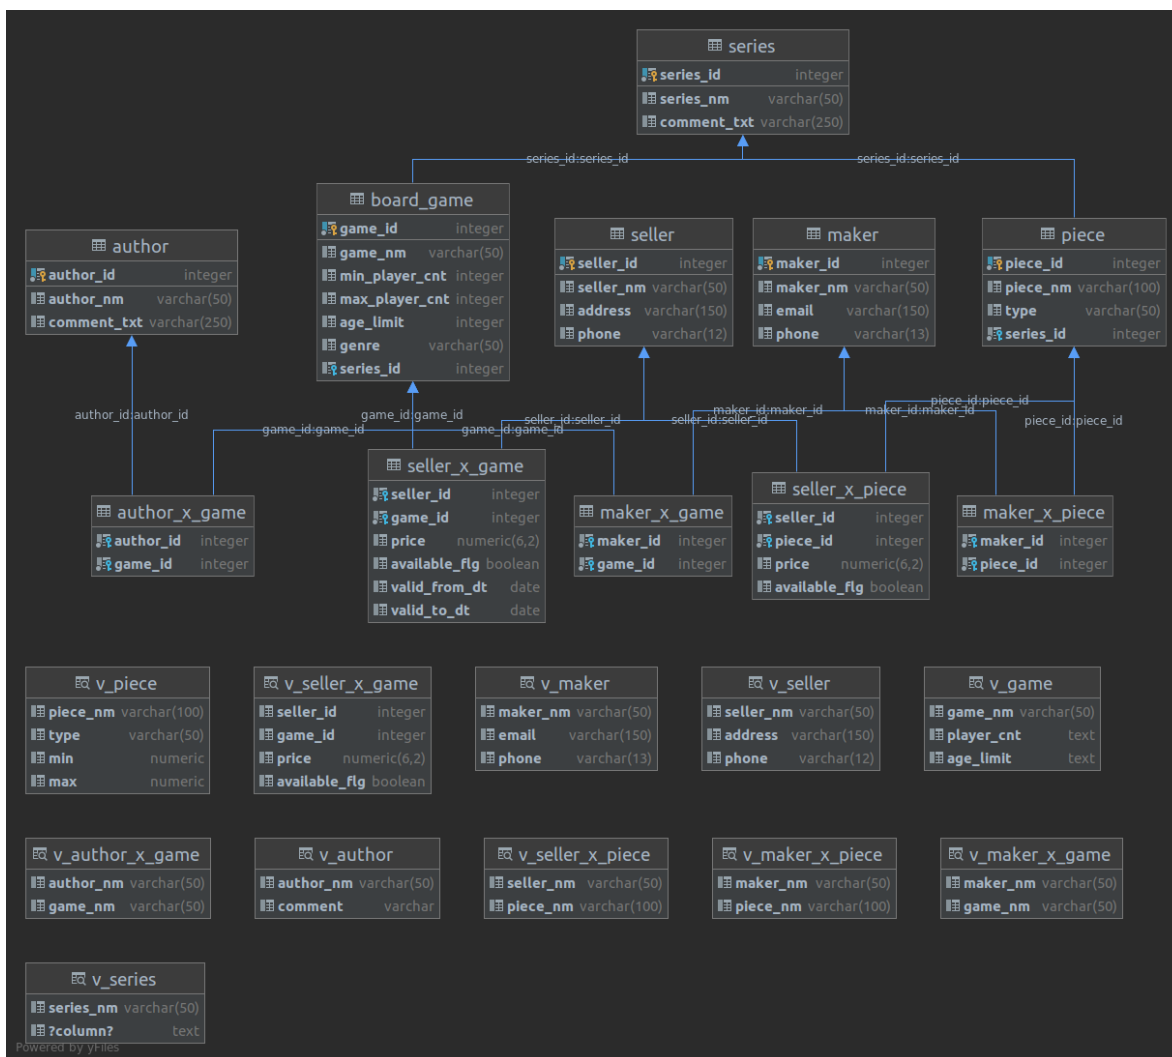 series
series_id integer
series_nm varchar(50)
comment_txt varchar(250)
series_id:series_id
series_id:series_id
board_game
game_id integer
game_nm varchar(50)
min_player_cnt integer
max_player_cnt integer
age_limit integer
genre varchar(50)
series_id integer
author
author_id integer
author_nm varchar(50)
comment_txt varchar(250)
seller
seller_id integer
seller_nm varchar(50)
address varchar(150)
phone varchar(12)
maker
maker_id integer
maker_nm varchar(50)
email varchar(150)
phone varchar(13)
piece
piece_id integer
piece_nm varchar(100)
type varchar(50)
series_id integer
author_id:author_id
game_id:game_id
game_id:game_id
game_id:game_id
seller_id:seller_id
seller_id:seller_id
maker_id:maker_id
maker_id:maker_id
piece_id:piece_id
piece_id:piece_id
author_x_game
author_id integer
game_id integer
seller_x_game
seller_id integer
game_id integer
price numeric(6,2)
available_flg boolean
valid_from_dt date
valid_to_dt date
maker_x_game
maker_id integer
game_id integer
seller_x_piece
seller_id integer
piece_id integer
price numeric(6,2)
available_flg boolean
maker_x_piece
maker_id integer
piece_id integer
v_piece
piece_nm varchar(100)
type varchar(50)
min numeric
max numeric
v_seller_x_game
seller_id integer
game_id integer
price numeric(6,2)
available_flg boolean
v_maker
maker_nm varchar(50)
email varchar(150)
phone varchar(13)
v_seller
seller_nm varchar(50)
address varchar(150)
phone varchar(12)
v_game
game_nm varchar(50)
player_cnt text
age_limit text
v_author_x_game
author_nm varchar(50)
game_nm varchar(50)
v_author
author_nm varchar(50)
comment varchar
v_seller_x_piece
seller_nm varchar(50)
piece_nm varchar(100)
v_maker_x_piece
maker_nm varchar(50)
piece_nm varchar(100)
v_maker_x_game
maker_nm varchar(50)
game_nm varchar(50)
v_series
series_nm varchar(50)
?column? text
Powered by yFiles